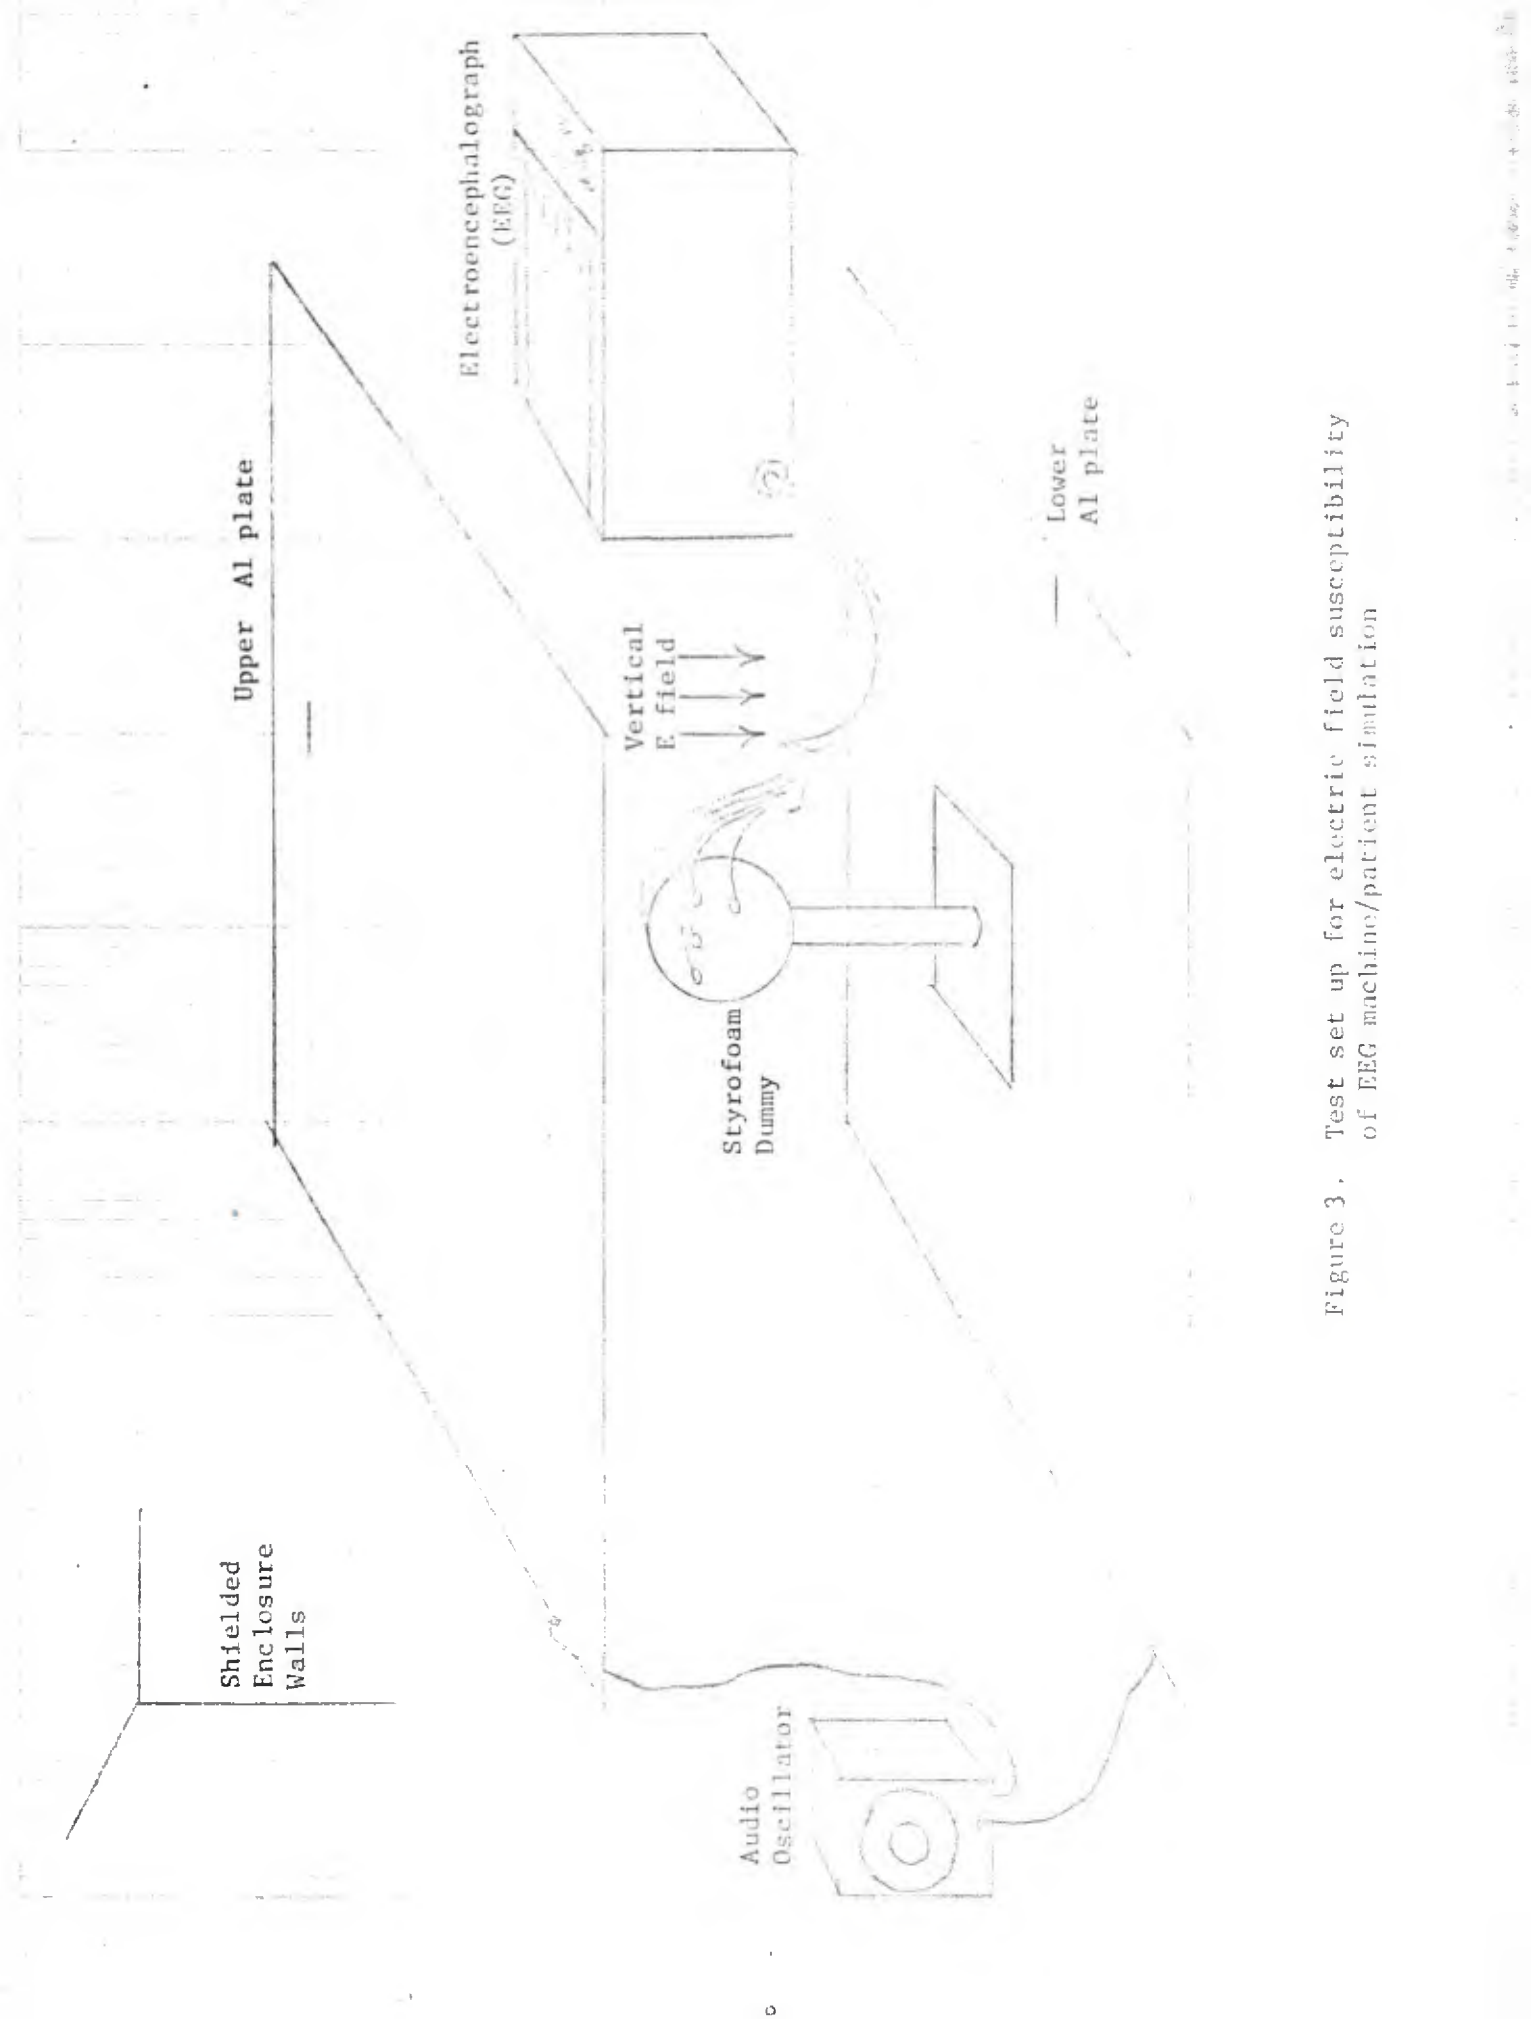 Shielded
Enclosure
Walls
Upper Al plate
Electroencephalograph
(EEG)
Vertical
E field
Styrofoam
Dummy
Audio
Oscillator
Lower
Al plate
Figure 3. Test set up for electric field susceptibility
of EEG machine/patient simulation